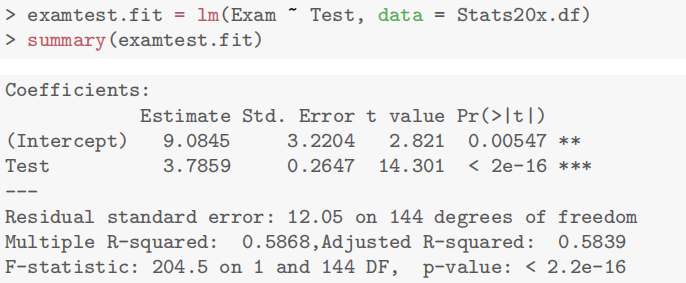 > examtest.fit = lm(Exam ~ Test, data = Stats20x.df)
> summary(examtest.fit)
Coefficients:
Estimate Std. Error t value Pr(>|t|)
(Intercept) 9.0845 3.2204 2.821 0.00547 **
Test 3.7859 0.2647 14.301 < 2e-16 ***
---
Residual standard error: 12.05 on 144 degrees of freedom
Multiple R-squared: 0.5868,Adjusted R-squared: 0.5839
F-statistic: 204.5 on 1 and 144 DF, p-value: < 2.2e-16